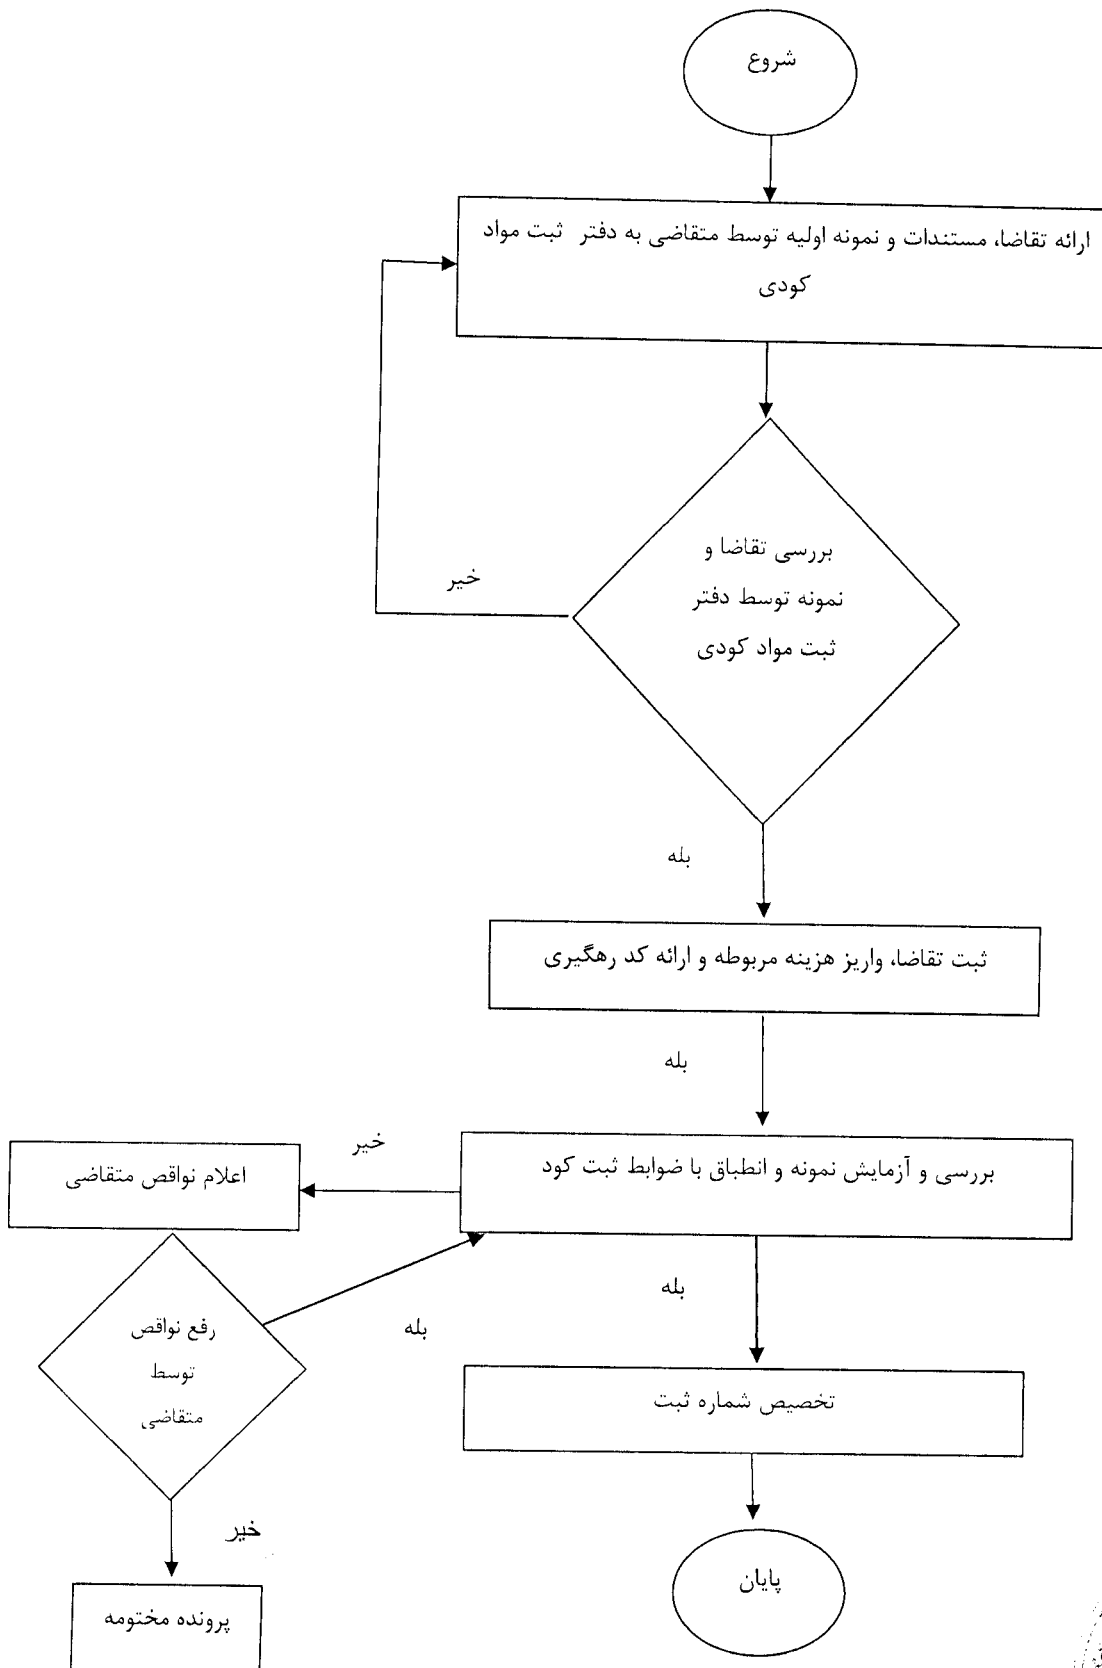 شروع
ارائه تقاضا، مستندات و نمونه اولیه توسط متقاضی به دفتر ثبت مواد
کودی
بررسی تقاضا و
نمونه توسط دفتر
ثبت مواد کودی
خیر
بله
ثبت تقاضا، واریز هزینه مربوطه و ارائه کد رهگیری
بله
بررسی و آزمایش نمونه و انطباق با ضوابط ثبت کود
خیر
اعلام نواقص متقاضی
رفع نواقص
توسط
متقاضی
بله
بله
تخصیص شماره ثبت
خیر
پرونده مختومه
پایان